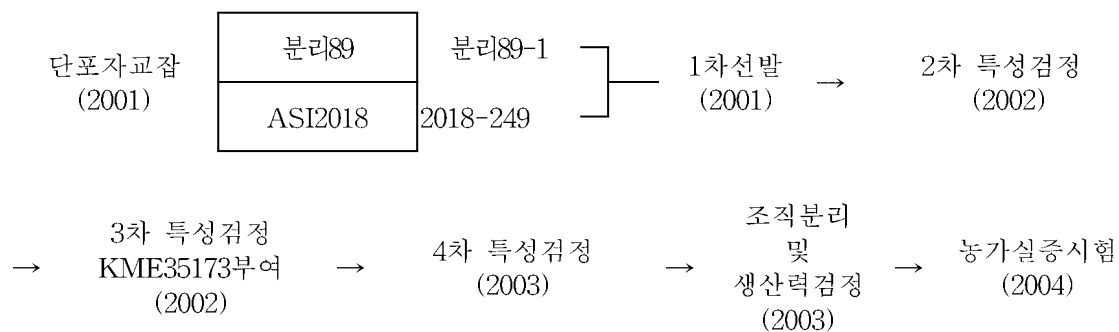 단포자교잡
(2001)
분리89
분리89-1
ASI2018
2018-249
1차선발
(2001)
→
2차 특성검정
(2002)
→
3차 특성검정
KME35173부여
(2002)
→
4차 특성검정
(2003)
→
조직분리
및
생산력검정
(2003)
→
농가실증시험
(2004)